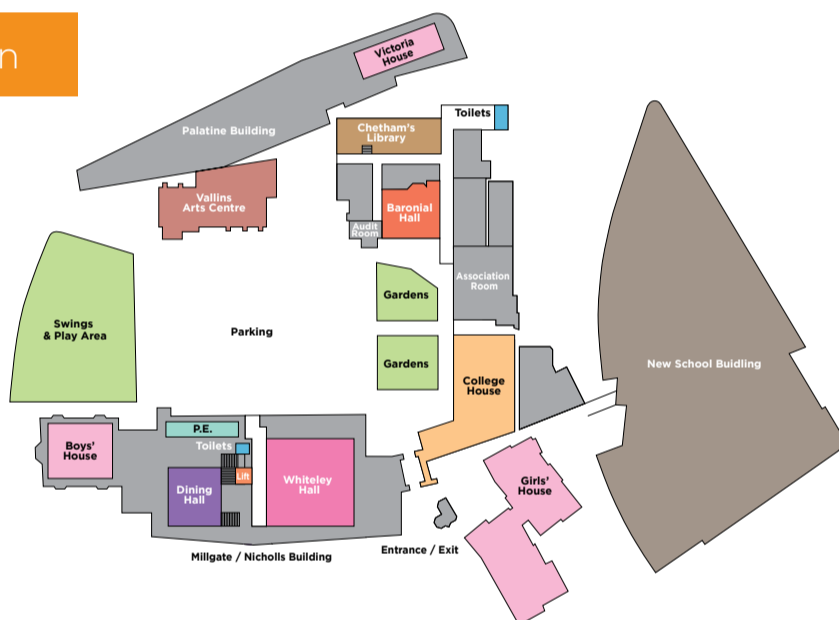 n
Victoria
House
Palatine Building
Toilets
Chetham's
Library
Vallins
Arts Centre
Baronial
Hall
Audit
Room
Association
Room
Gardens
Swings
& Play Area
Parking
Gardens
College
House
New School Buidling
P.E.
Boys'
House
Toilets
Lift
Dining
Hall
Whiteley
Hall
Girls'
House
Millgate / Nicholls Building
Entrance / Exit